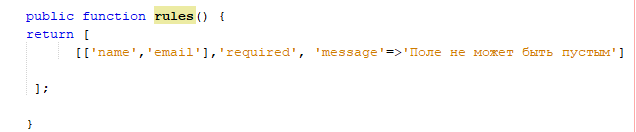 public function rules() {
return [
[['name','email'],'required', 'message'=>'Поле не может быть пустым']
];
}